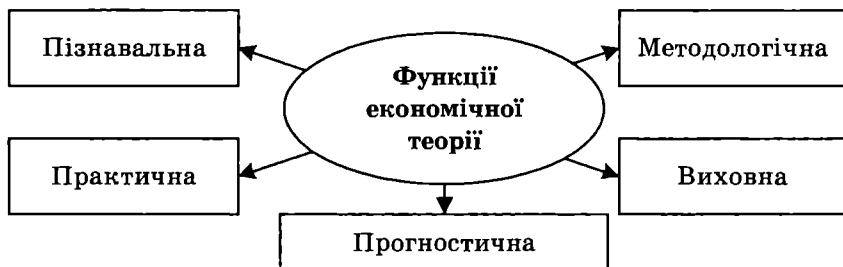 Пізнавальна
Методологічна
Функції
економічної
теорії
Практична
Виховна
Прогностична